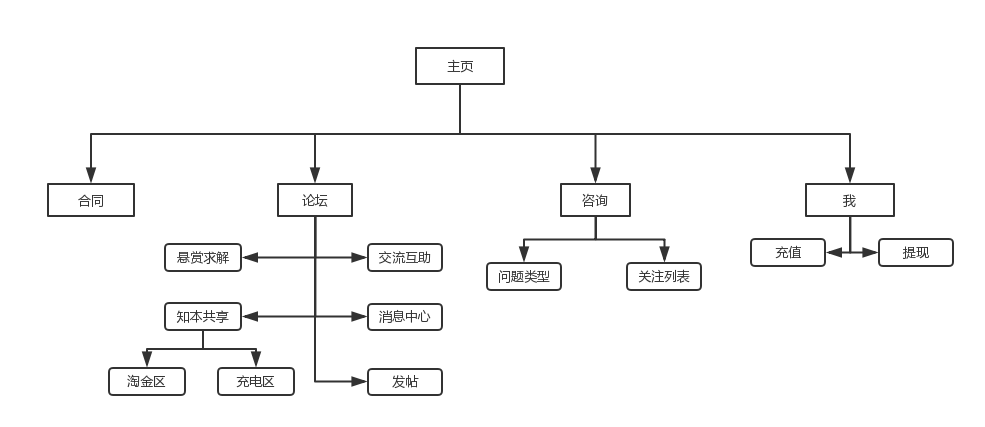 主页
合同
论坛
咨询
我
悬赏求解
交流互助
充值
提现
问题类型
关注列表
知本共享
消息中心
淘金区
充电区
发帖